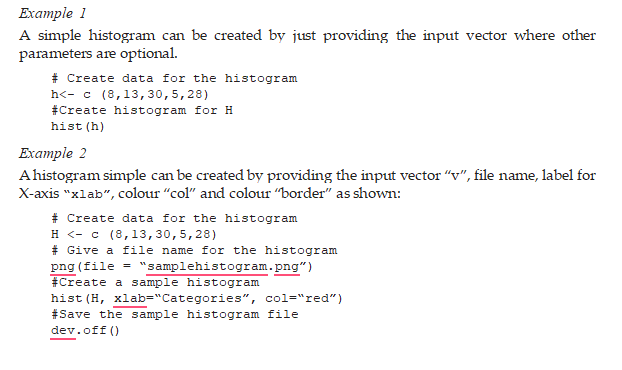 Example 1
A simple histogram can be created by just providing the input vector where other
parameters are optional.
# Create data for the histogram
h<- c (8,13,30,5,28)
#Create histogram for H
hist(h)
Example 2
A histogram simple can be created by providing the input vector “v”, file name, label for
X-axis “xlab”, colour “col” and colour “border” as shown:
# Create data for the histogram
H <- c (8,13,30,5,28)
# Give a file name for the histogram
png(file = “samplehistogram.png”)
#Create a sample histogram
hist(H, xlab=“Categories”, col=“red”)
#Save the sample histogram file
dev.off()